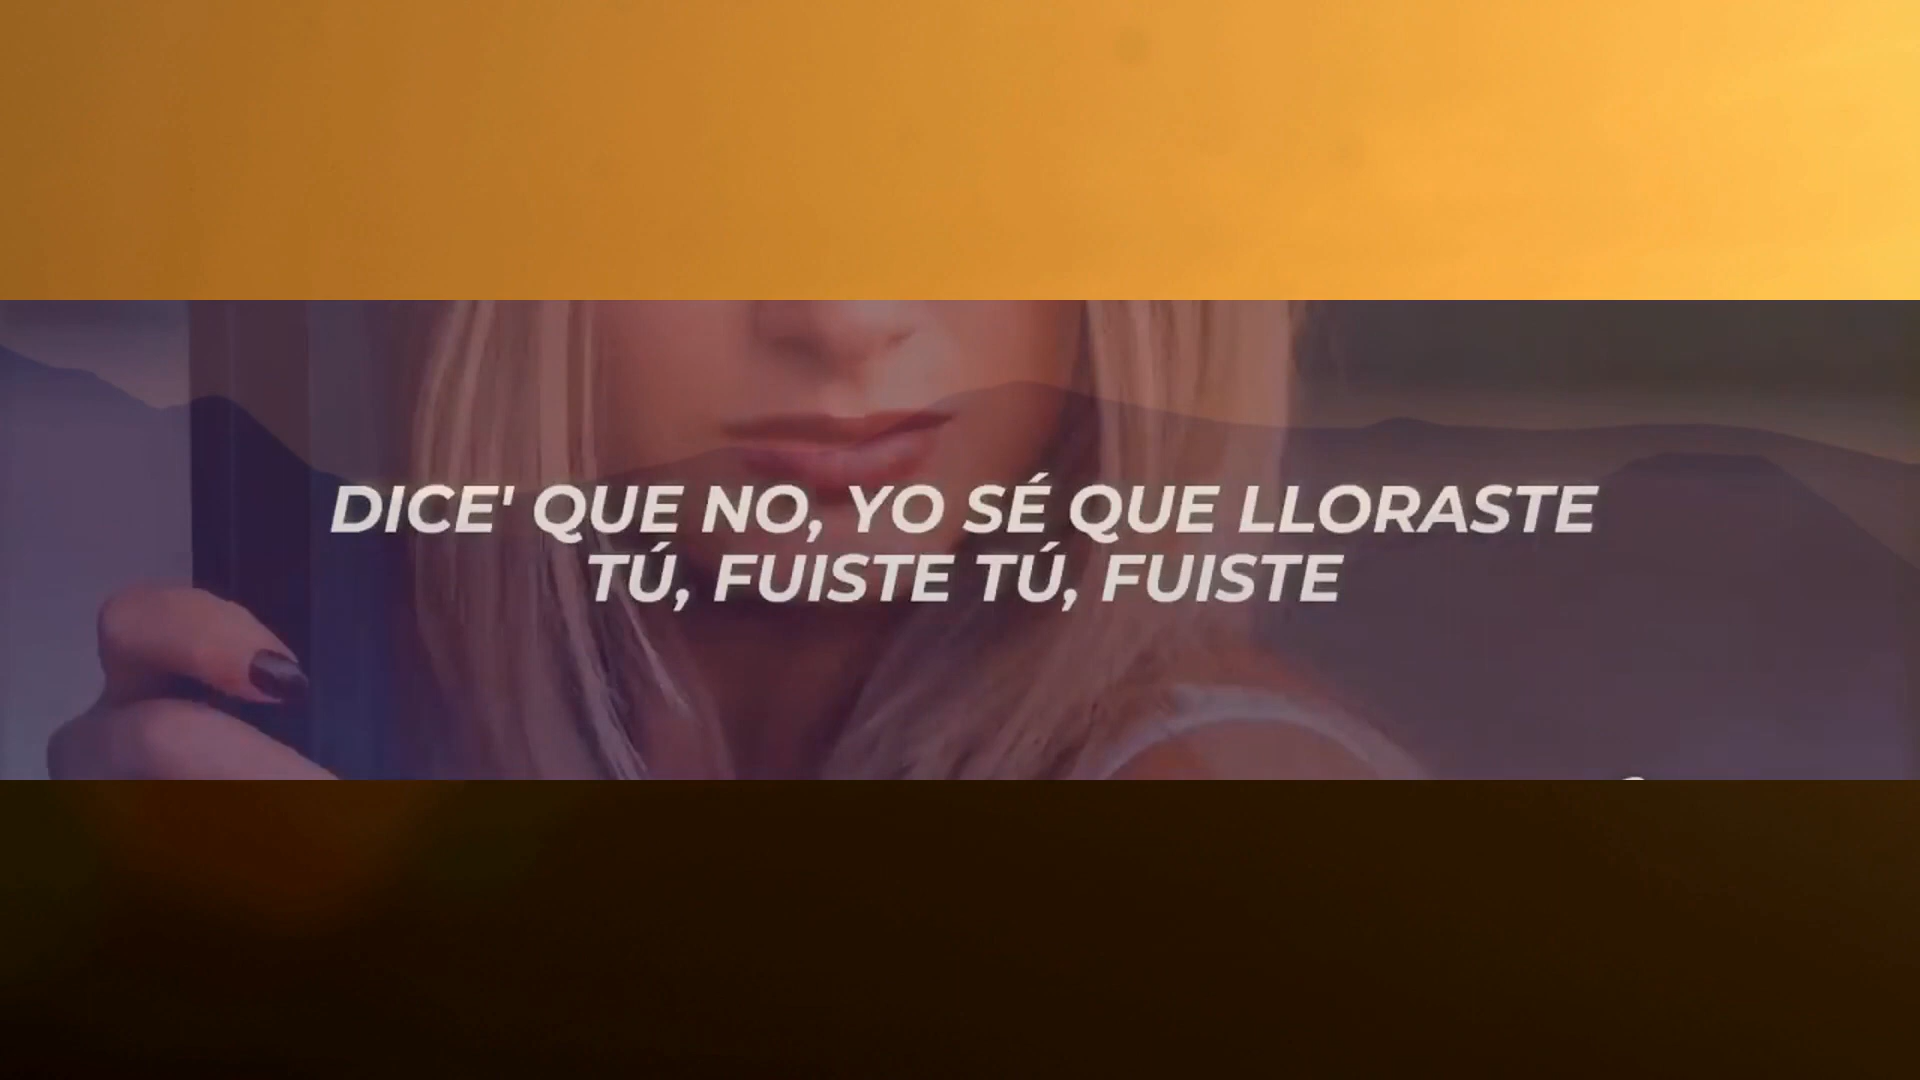 DICE' QUE NO, YO SÉ QUE LLORASTE
TÚ, FUISTE TÚ, FUISTE